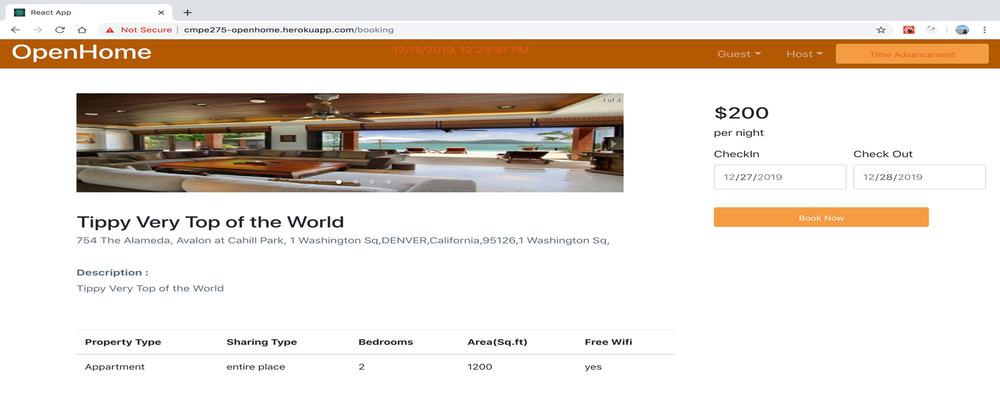 React App
Not Secure | cmpe275-openhome.herokuapp.com/booking
OpenHome
12/15/2019, 12:23:41 PM
Guest
Host
Time Advancement
1 of 4
$200
per night
CheckIn
Check Out
12/27/2019
12/28/2019
Book Now
Tippy Very Top of the World
754 The Alameda, Avalon at Cahill Park, 1 Washington Sq,DENVER,California,95126,1 Washington Sq,
Description :
Tippy Very Top of the World
Property Type Sharing Type Bedrooms Area(Sq.ft) Free Wifi
Appartment entire place 2 1200 yes